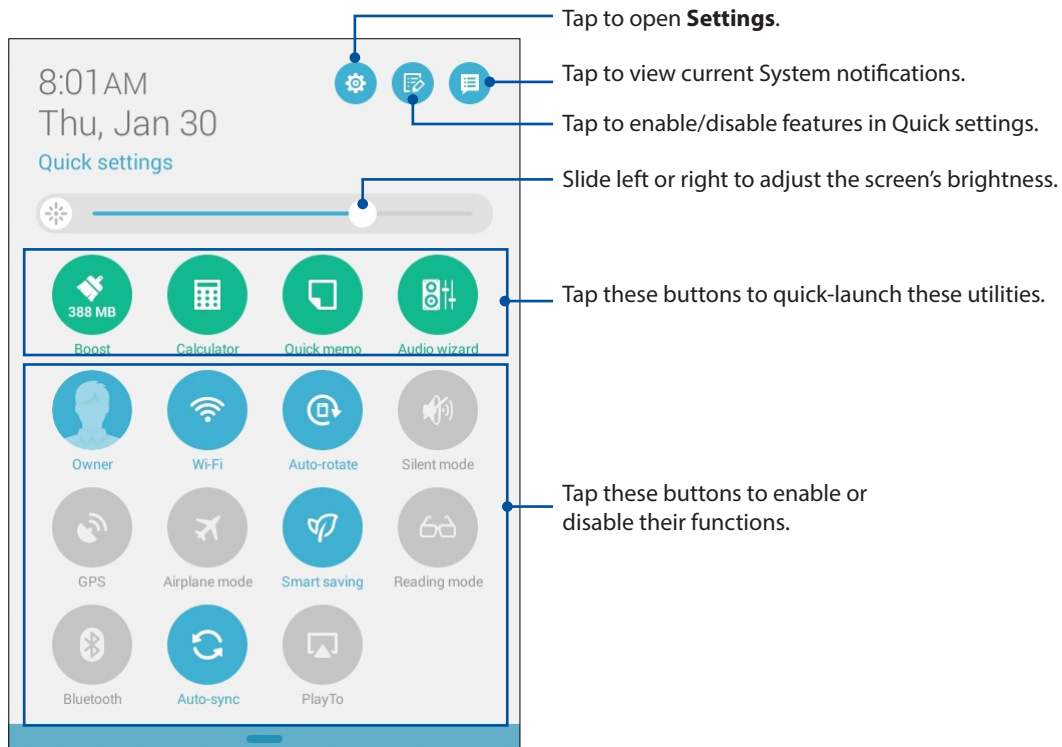 Tap to open Settings.
8:01AM
Thu, Jan 30
Quick settings
Tap to view current System notifications.
Tap to enable/disable features in Quick settings.
Slide left or right to adjust the screen's brightness.
388 MB
Boost
Calculator
Quick memo
Audio wizard
Tap these buttons to quick-launch these utilities.
Owner
Wi-Fi
Auto-rotate
Silent mode
GPS
Airplane mode
Smart saving
Reading mode
Bluetooth
Auto-sync
PlayTo
Tap these buttons to enable or
disable their functions.